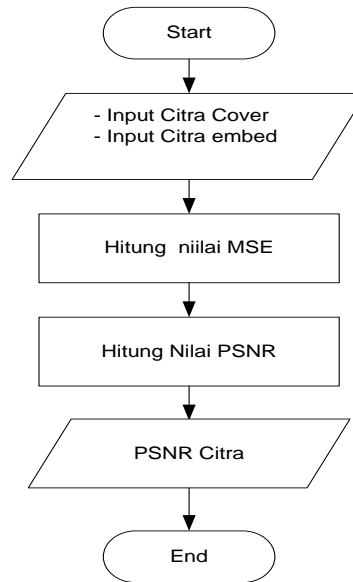 Start
- Input Citra Cover
- Input Citra embed
Hitung niilai MSE
Hitung Nilai PSNR
PSNR Citra
End